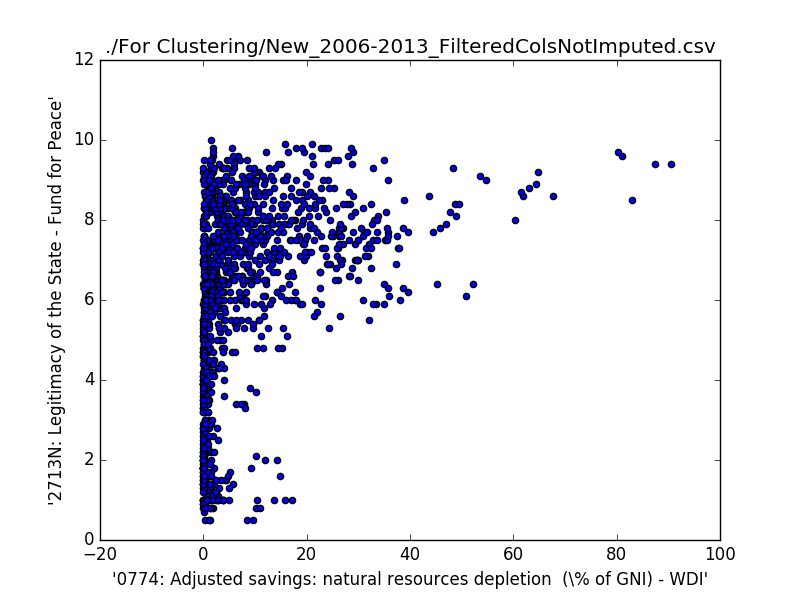 ./For Clustering/New_2006-2013_FilteredColsNotImputed.csv
'2713N: Legitimacy of the State - Fund for Peace'
12
10
8
6
4
2
0
−20 0 20 40 60 80 100
'0774: Adjusted savings: natural resources depletion  (\% of GNI) - WDI'